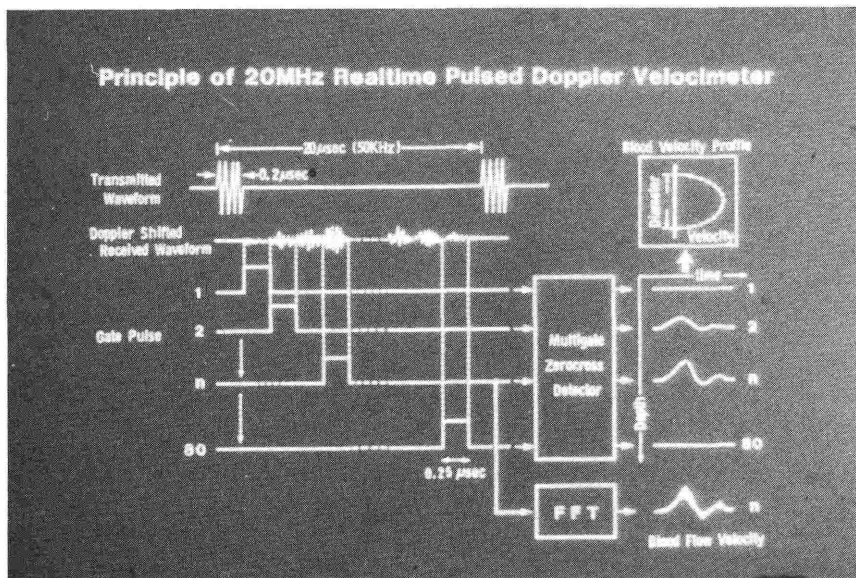 Principle of 20MHz Realtime Pulsed Doppler Velocimeter
20μsec (50KHz)
0.2μsec
Transmitted
Waveform
Doppler Shifted
Received Waveform
Blood Velocity Profile
Diameter
Velocity
time
1
2
Gate Pulse
n
80
0.25 μsec
Multigate
Zerocross
Detector
Depth
1
2
n
80
FFT
n
Blood Flow Velocity